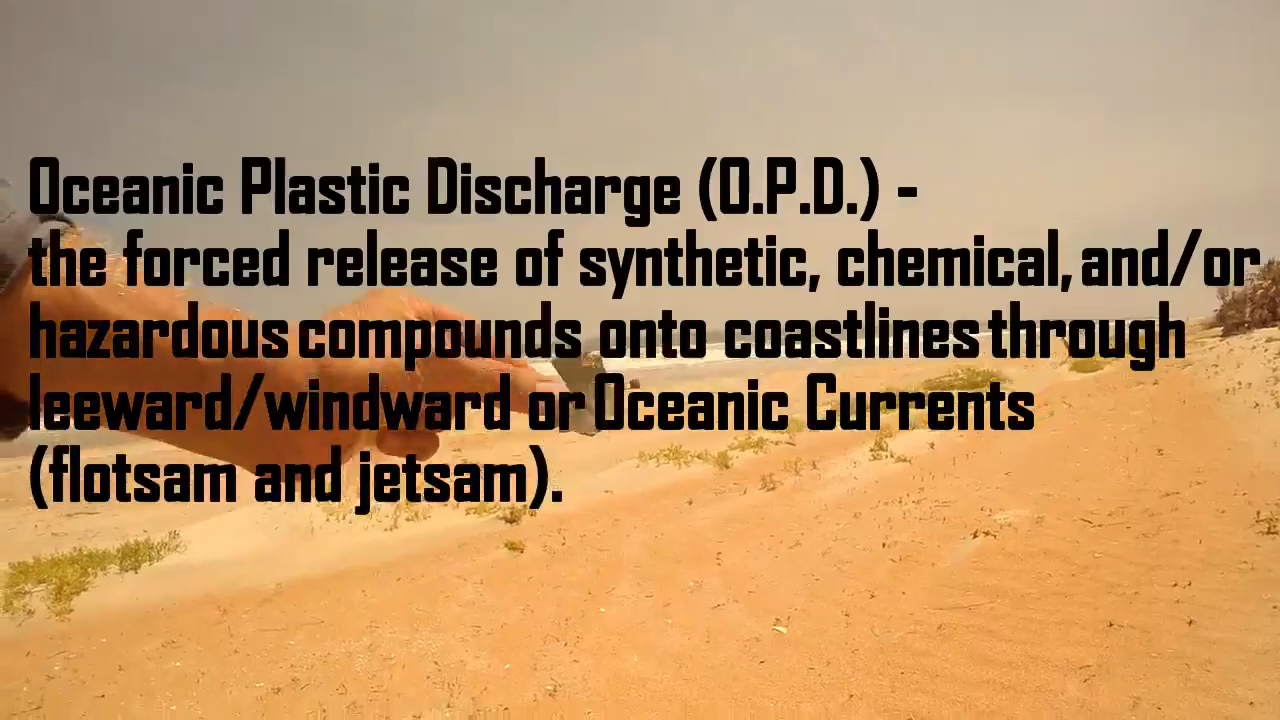 Oceanic Plastic Discharge (O.P.D.) -
the forced release of synthetic, chemical, and/or
hazardous compounds onto coastlines through
leeward/windward or Oceanic Currents
(flotsam and jetsam).